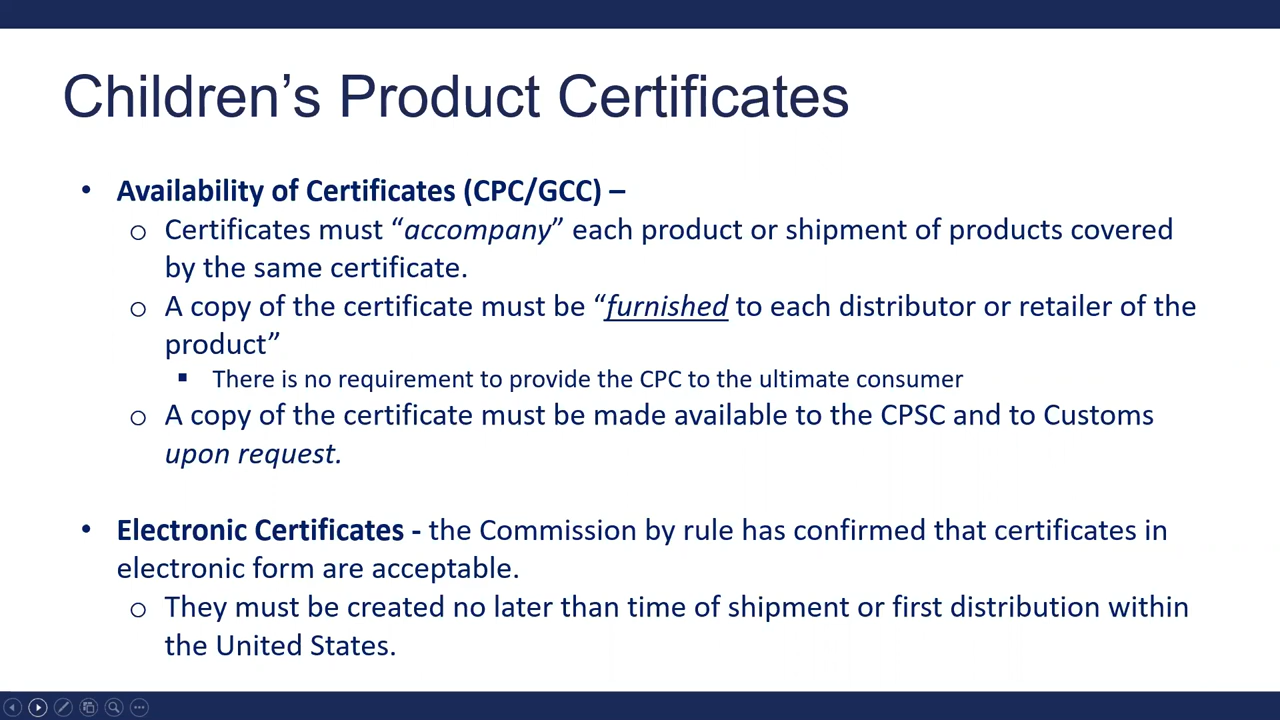 Children’s Product Certificates
• Availability of Certificates (CPC/GCC) –
o Certificates must “accompany” each product or shipment of products covered
by the same certificate.
o A copy of the certificate must be “furnished to each distributor or retailer of the
product”
▪ There is no requirement to provide the CPC to the ultimate consumer
o A copy of the certificate must be made available to the CPSC and to Customs
upon request.
• Electronic Certificates - the Commission by rule has confirmed that certificates in
electronic form are acceptable.
o They must be created no later than time of shipment or first distribution within
the United States.